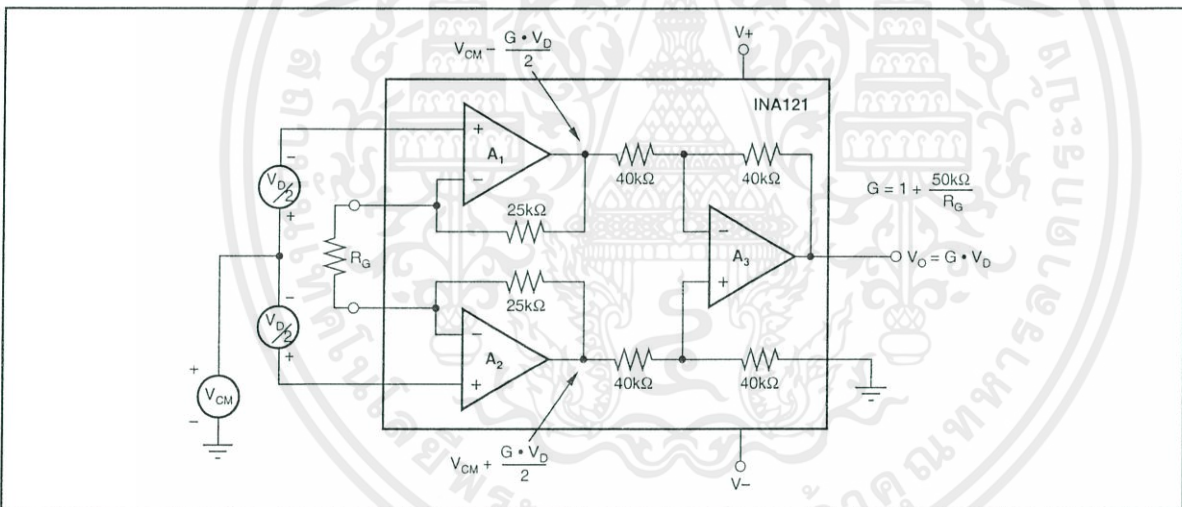 V_CM − G • V_D / 2
V+
INA121
+
A₁
−
40kΩ
40kΩ
− V_D/2 +
25kΩ
G = 1 + 50kΩ / R_G
R_G
−
A₃
+
V_O = G • V_D
− V_D/2 +
25kΩ
−
A₂
+
40kΩ
40kΩ
+ V_CM −
V_CM + G • V_D / 2
V−